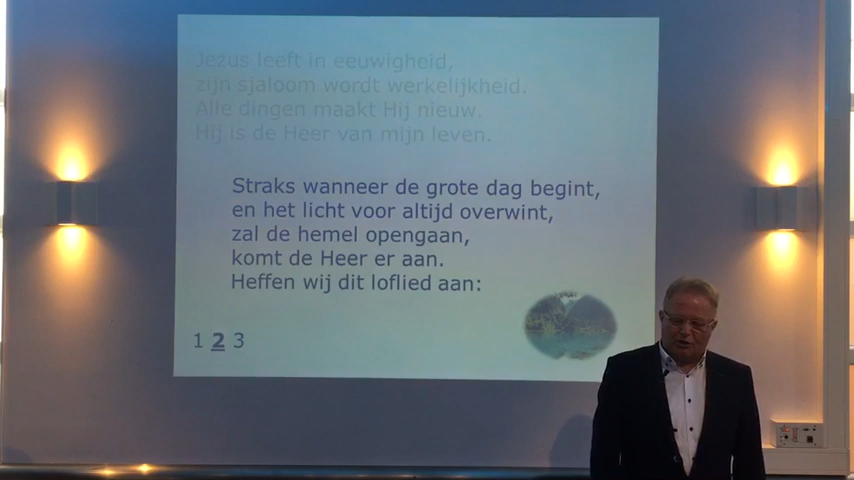 Jezus leeft in eeuwigheid,
zijn sjaloom wordt werkelijkheid.
Alle dingen maakt Hij nieuw.
Hij is de Heer van mijn leven.
Straks wanneer de grote dag begint,
en het licht voor altijd overwint,
zal de hemel opengaan,
komt de Heer er aan.
Heffen wij dit loflied aan:
1 2 3